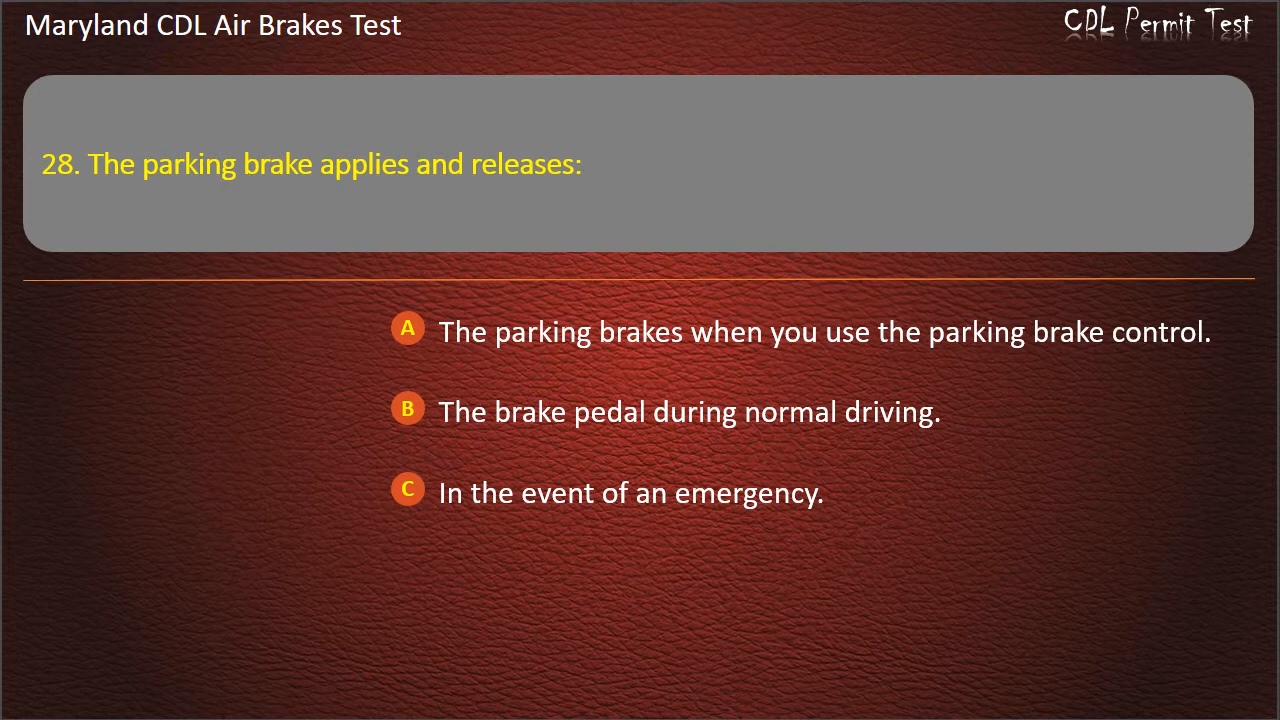 Maryland CDL Air Brakes Test
CDL Permit Test
28. The parking brake applies and releases:
A The parking brakes when you use the parking brake control.
B The brake pedal during normal driving.
C In the event of an emergency.